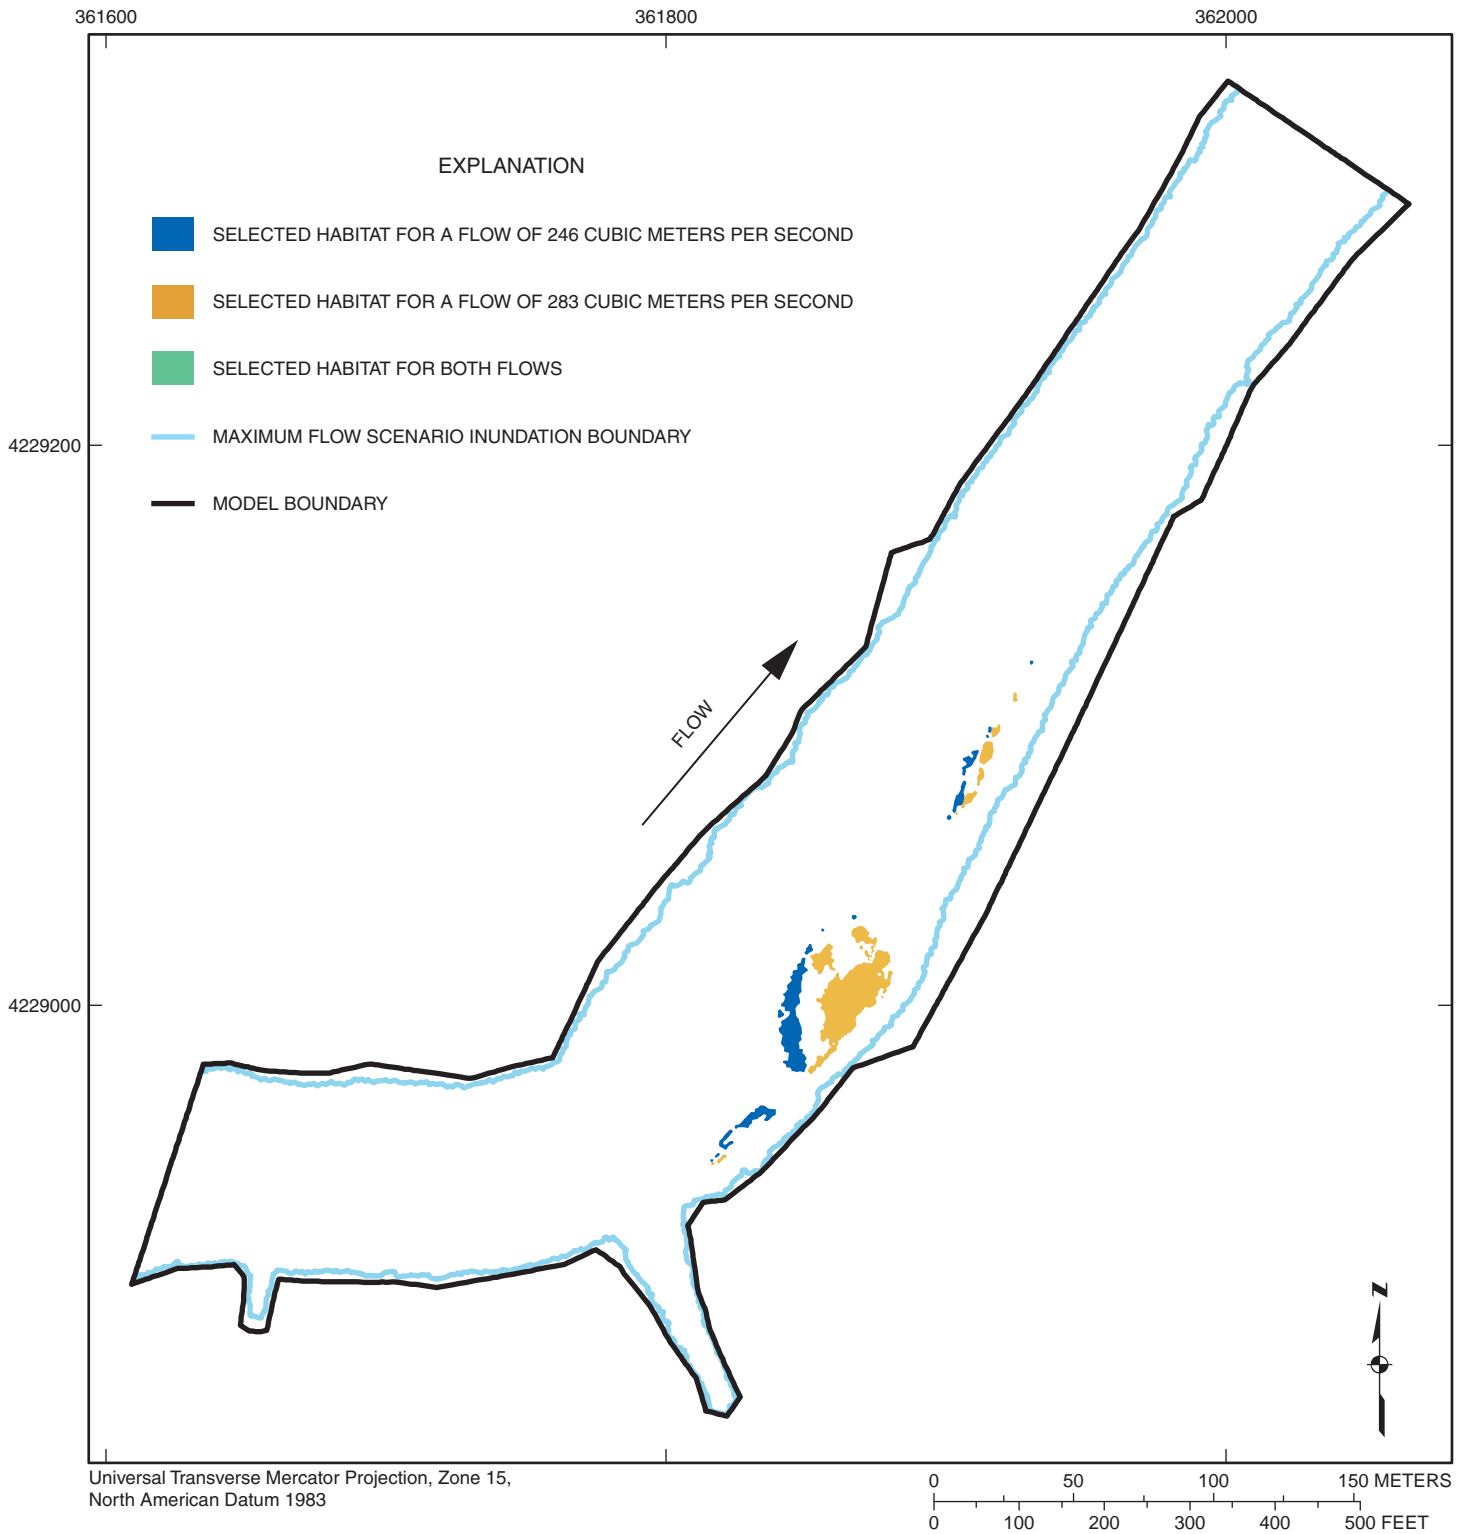 361600 361800 362000
EXPLANATION
SELECTED HABITAT FOR A FLOW OF 246 CUBIC METERS PER SECOND
SELECTED HABITAT FOR A FLOW OF 283 CUBIC METERS PER SECOND
SELECTED HABITAT FOR BOTH FLOWS
MAXIMUM FLOW SCENARIO INUNDATION BOUNDARY
4229200
MODEL BOUNDARY
FLOW
4229000
N
Universal Transverse Mercator Projection, Zone 15,
North American Datum 1983
0 50 100 150 METERS
0 100 200 300 400 500 FEET